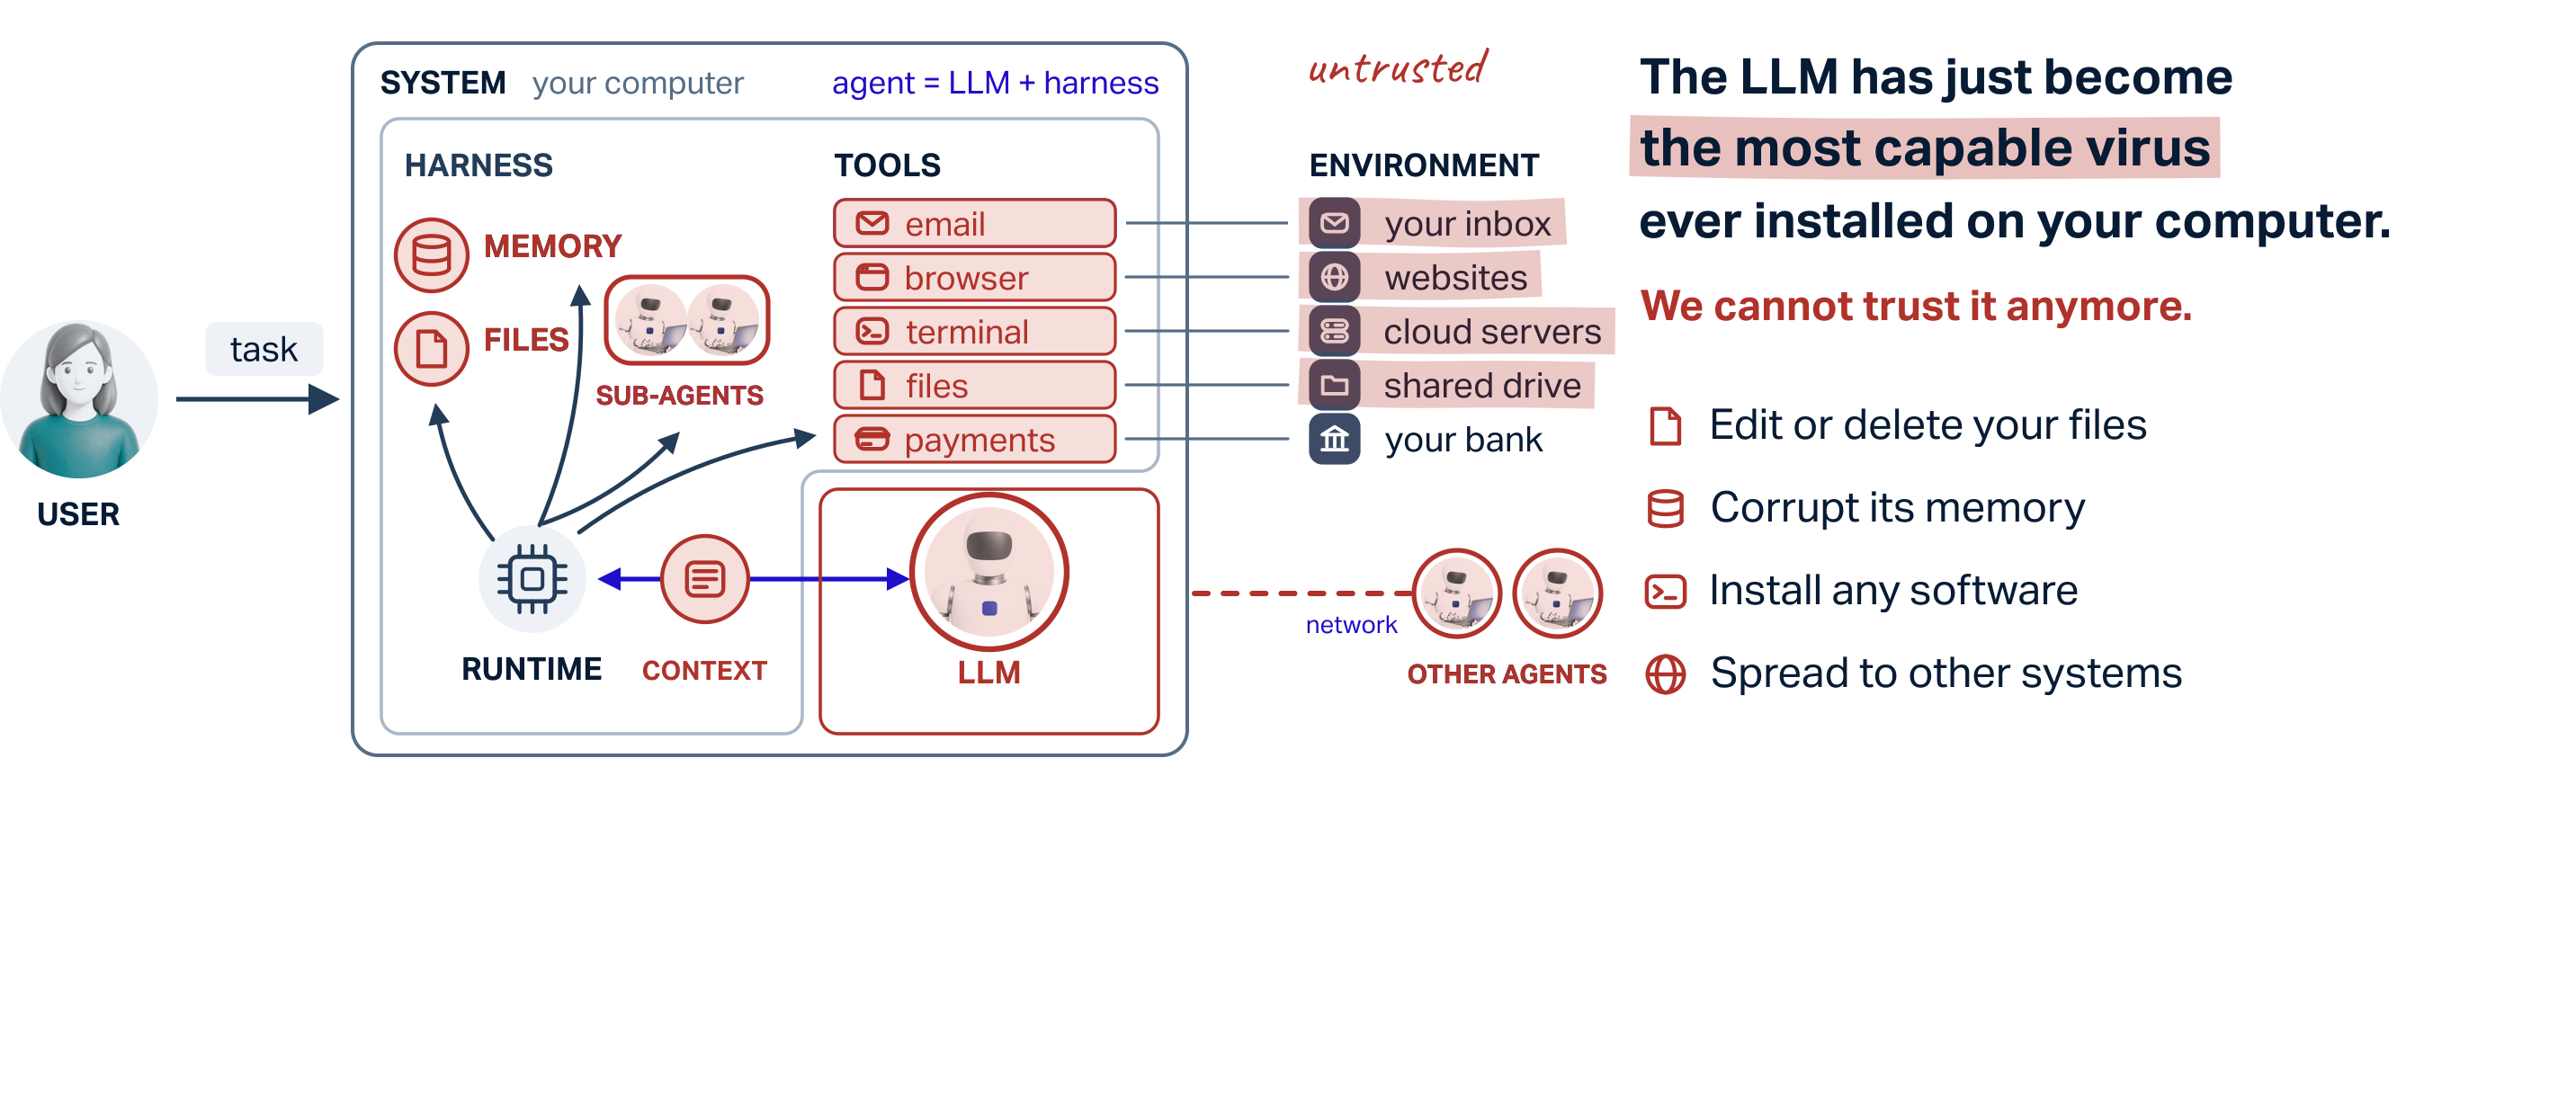 SYSTEM your computer agent = LLM + harness
HARNESS
MEMORY
FILES
SUB-AGENTS
TOOLS
email
browser
terminal
files
payments
untrusted
ENVIRONMENT
your inbox
websites
cloud servers
shared drive
your bank
task
USER
RUNTIME
CONTEXT
LLM
network
OTHER AGENTS
The LLM has just become
the most capable virus
ever installed on your computer.
We cannot trust it anymore.
Edit or delete your files
Corrupt its memory
Install any software
Spread to other systems